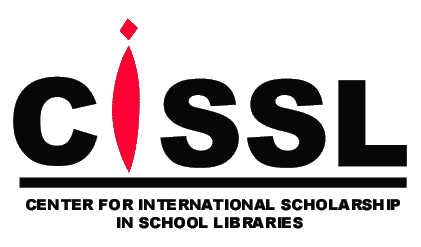 CiSSL
CENTER FOR INTERNATIONAL SCHOLARSHIP
IN SCHOOL LIBRARIES